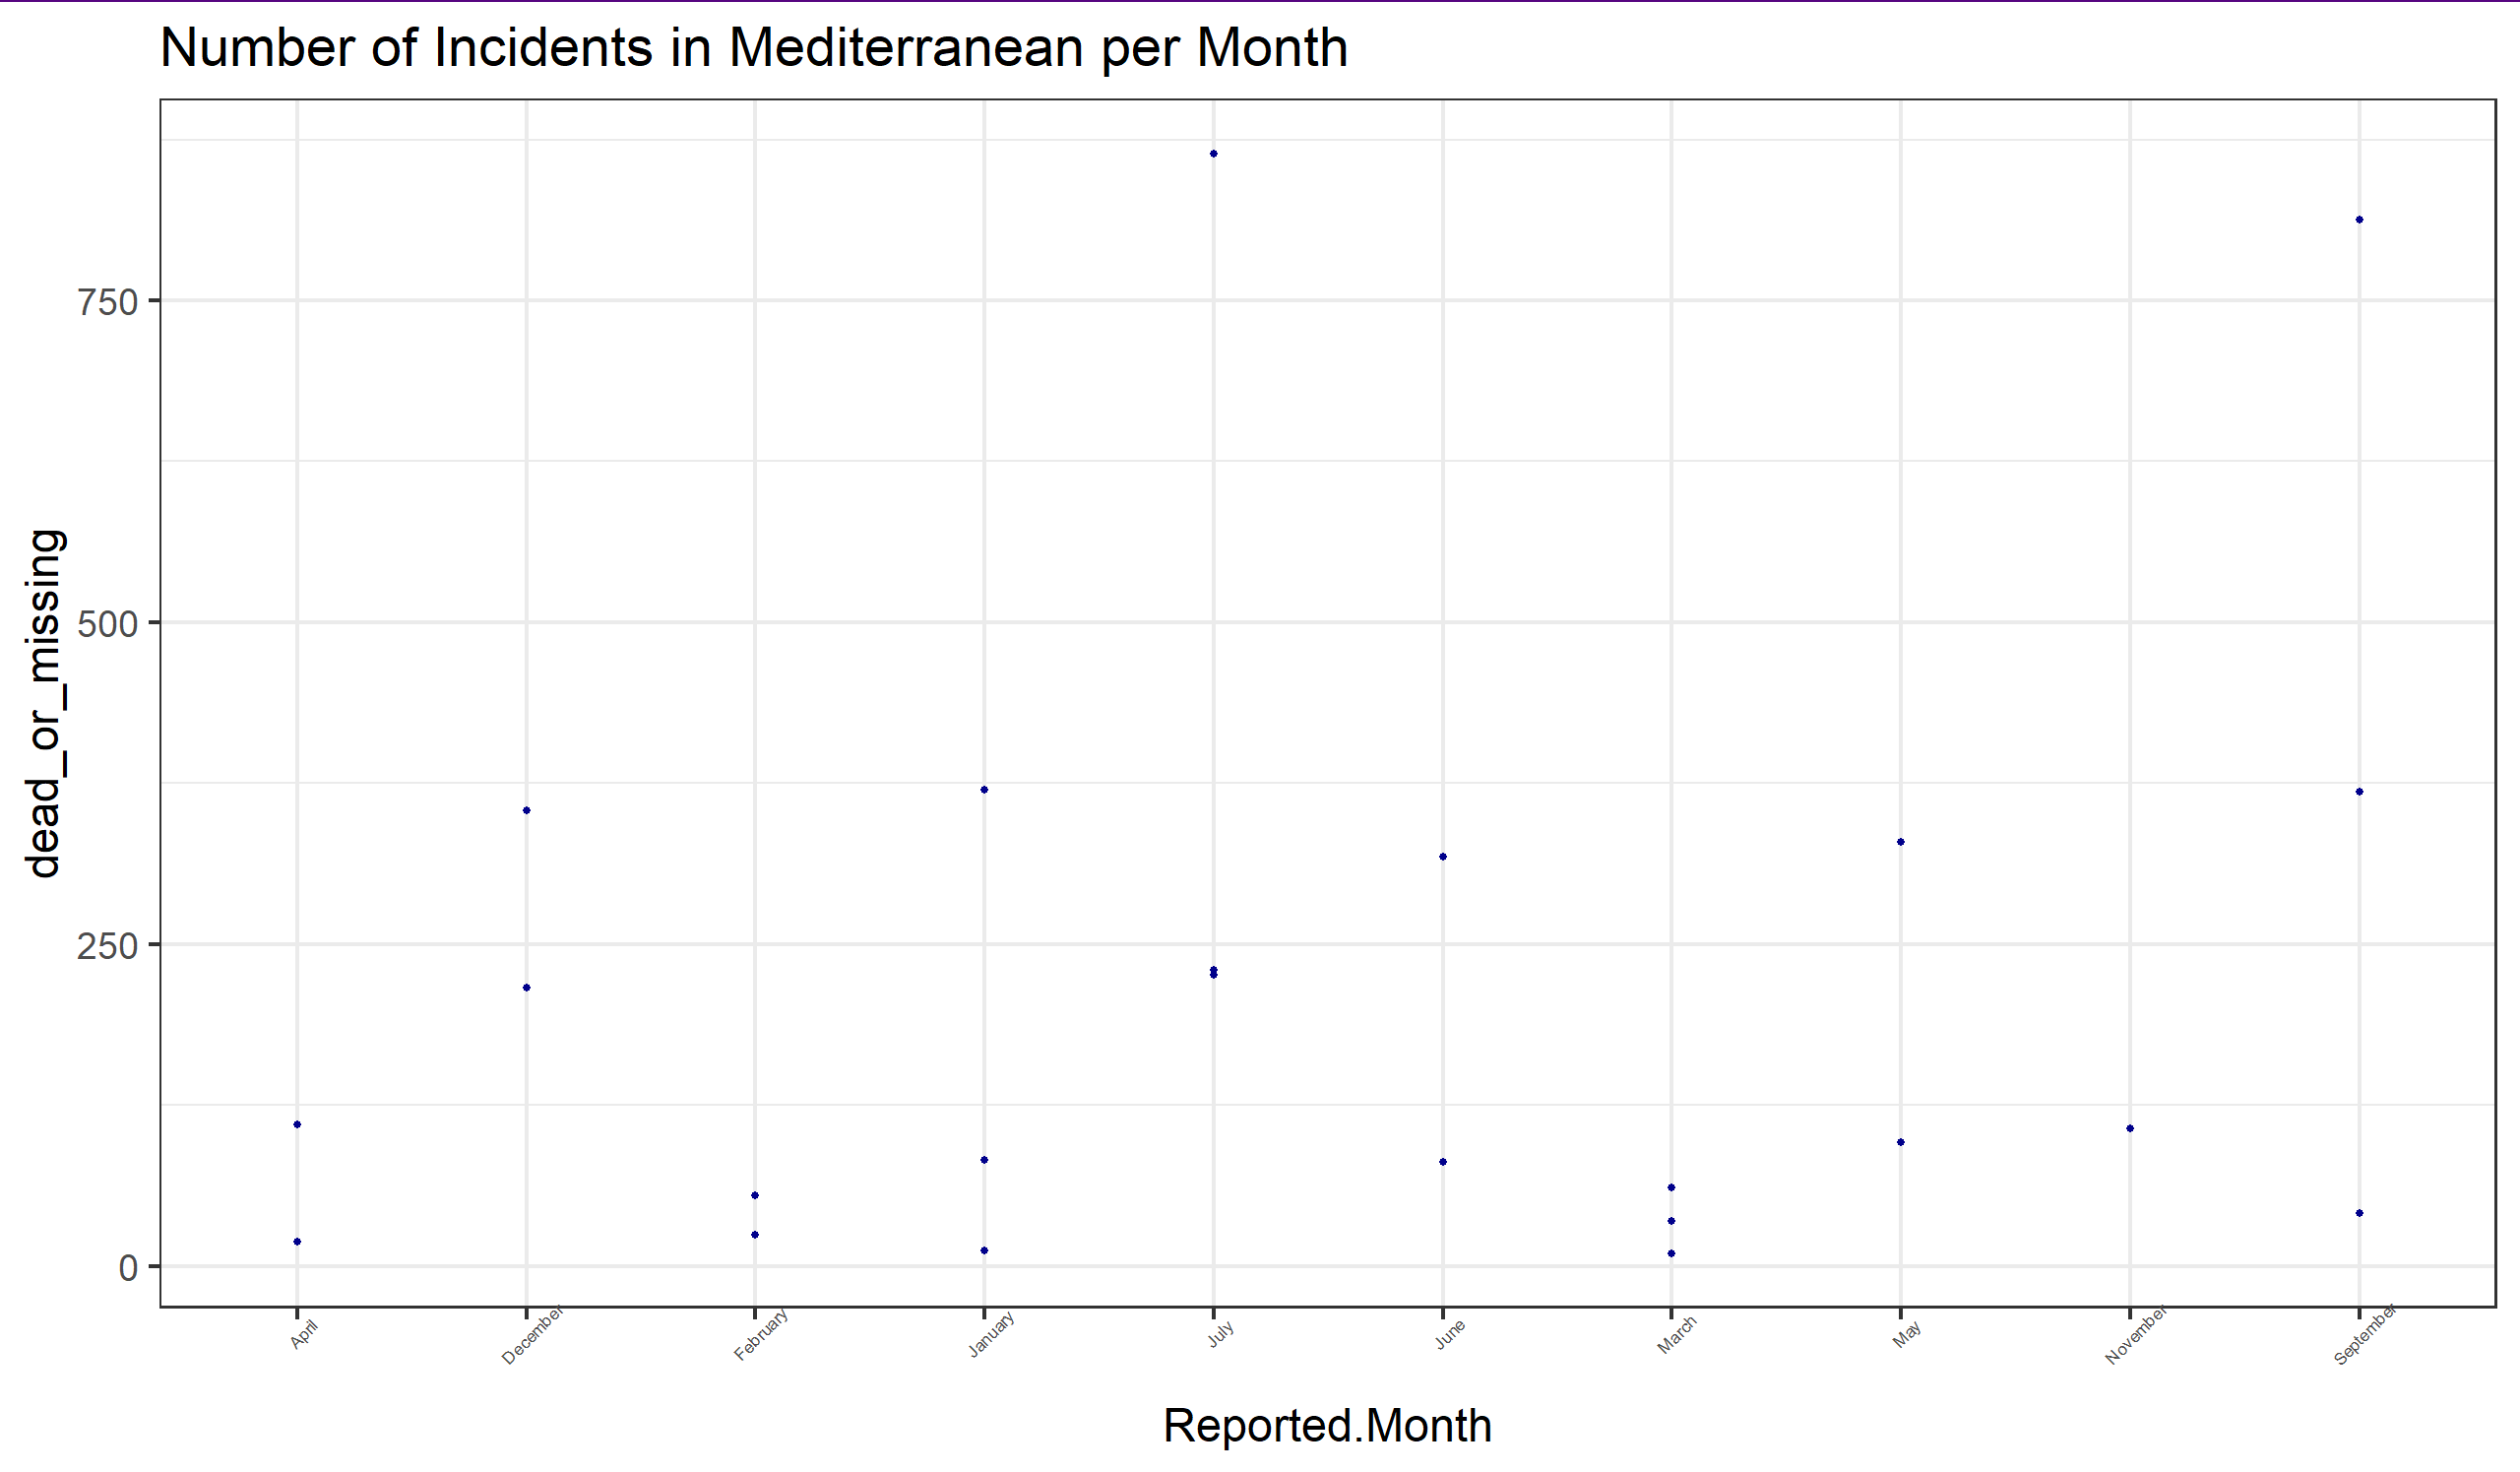 Number of Incidents in Mediterranean per Month
dead_or_missing
750
500
250
0
April
December
February
January
July
June
March
May
November
September
Reported.Month